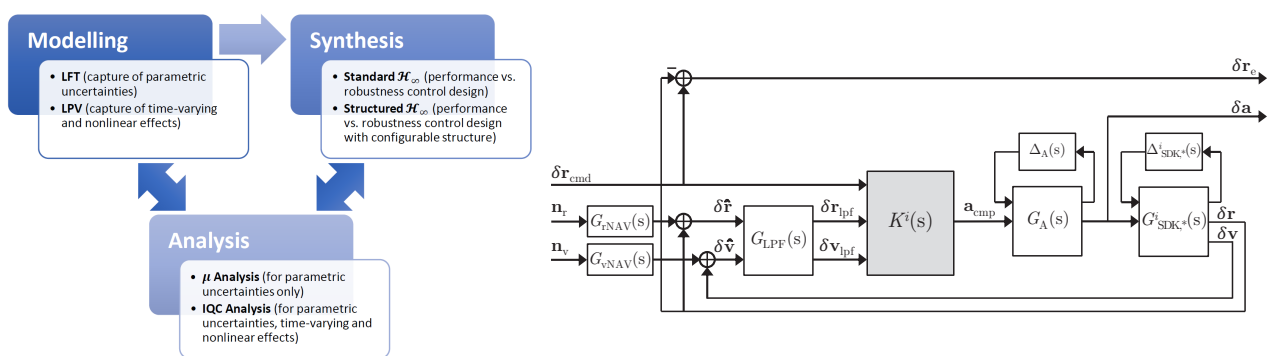 Modelling
• LFT (capture of parametric
uncertainties)
• LPV (capture of time-varying
and nonlinear effects)
Synthesis
• Standard ℋ∞ (performance vs.
robustness control design)
• Structured ℋ∞ (performance
vs. robustness control design
with configurable structure)
Analysis
• μ Analysis (for parametric
uncertainties only)
• IQC Analysis (for parametric
uncertainties, time-varying and
nonlinear effects)
−
δr_e
δa
Δ_A(s)
Δ^i_SDK,*(s)
δr_cmd
n_r
G_rNAV(s)
δr̂
δr_lpf
K^i(s)
a_cmp
G_A(s)
G^i_SDK,*(s)
δr
δv
n_v
G_vNAV(s)
δv̂
G_LPF(s)
δv_lpf